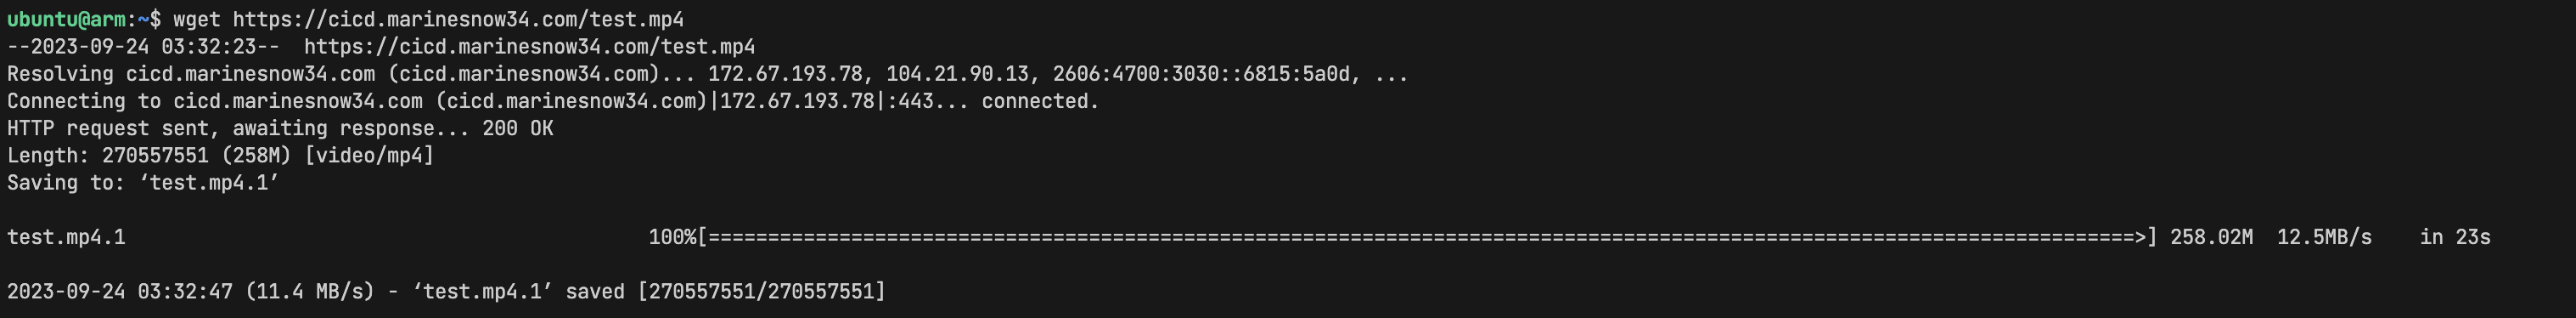 ubuntu@arm:~$ wget https://cicd.marinesnow34.com/test.mp4
--2023-09-24 03:32:23--  https://cicd.marinesnow34.com/test.mp4
Resolving cicd.marinesnow34.com (cicd.marinesnow34.com)... 172.67.193.78, 104.21.90.13, 2606:4700:3030::6815:5a0d, ...
Connecting to cicd.marinesnow34.com (cicd.marinesnow34.com)|172.67.193.78|:443... connected.
HTTP request sent, awaiting response... 200 OK
Length: 270557551 (258M) [video/mp4]
Saving to: ‘test.mp4.1’
test.mp4.1 100%[========================================================================================================================>] 258.02M  12.5MB/s    in 23s
2023-09-24 03:32:47 (11.4 MB/s) - ‘test.mp4.1’ saved [270557551/270557551]